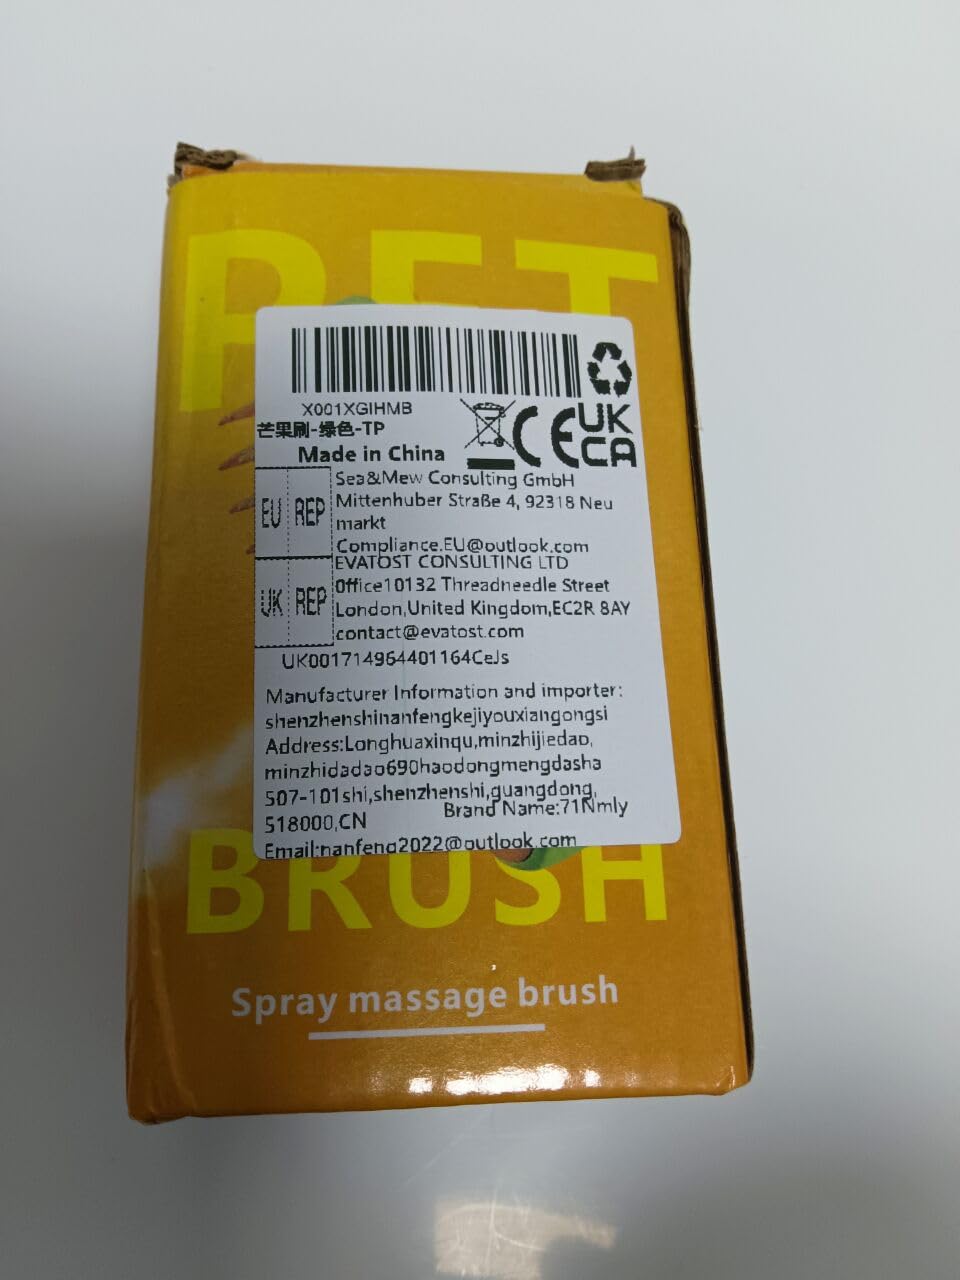 PET
X001XGIHMB
芒果刷-绿色-TP
Made in China
CE
UK
CA
EU REP
Sea&Mew Consulting GmbH
Mittenhuber Straße 4, 92318 Neu
markt
Compliance.EU@outlook.com
UK REP
EVATOST CONSULTING LTD
Office10132 Threadneedle Street
London,United Kingdom,EC2R 8AY
contact@evatost.com
UK001714964401164CeJs
Manufacturer Information and importer:
shenzhenshinanfengkejiyouxiangongsi
Address:Longhuaxinqu,minzhijiedao,
minzhidadao690haodongmengdasha
507-101shi,shenzhenshi,guangdong,
518000,CN
Brand Name:71Nmly
Email:nanfeng2022@outlook.com
BRUSH
Spray massage brush